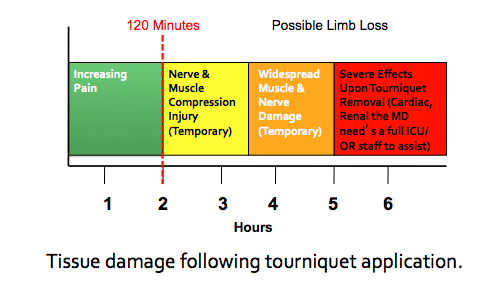 120 Minutes
Possible Limb Loss
Increasing
Pain
Nerve &
Muscle
Compression
Injury
(Temporary)
Widespread
Muscle &
Nerve
Damage
(Temporary)
Severe Effects
Upon Tourniquet
Removal (Cardiac,
Renal the MD
need's a full ICU/
OR staff to assist)
1 2 3 4 5 6
Hours
Tissue damage following tourniquet application.